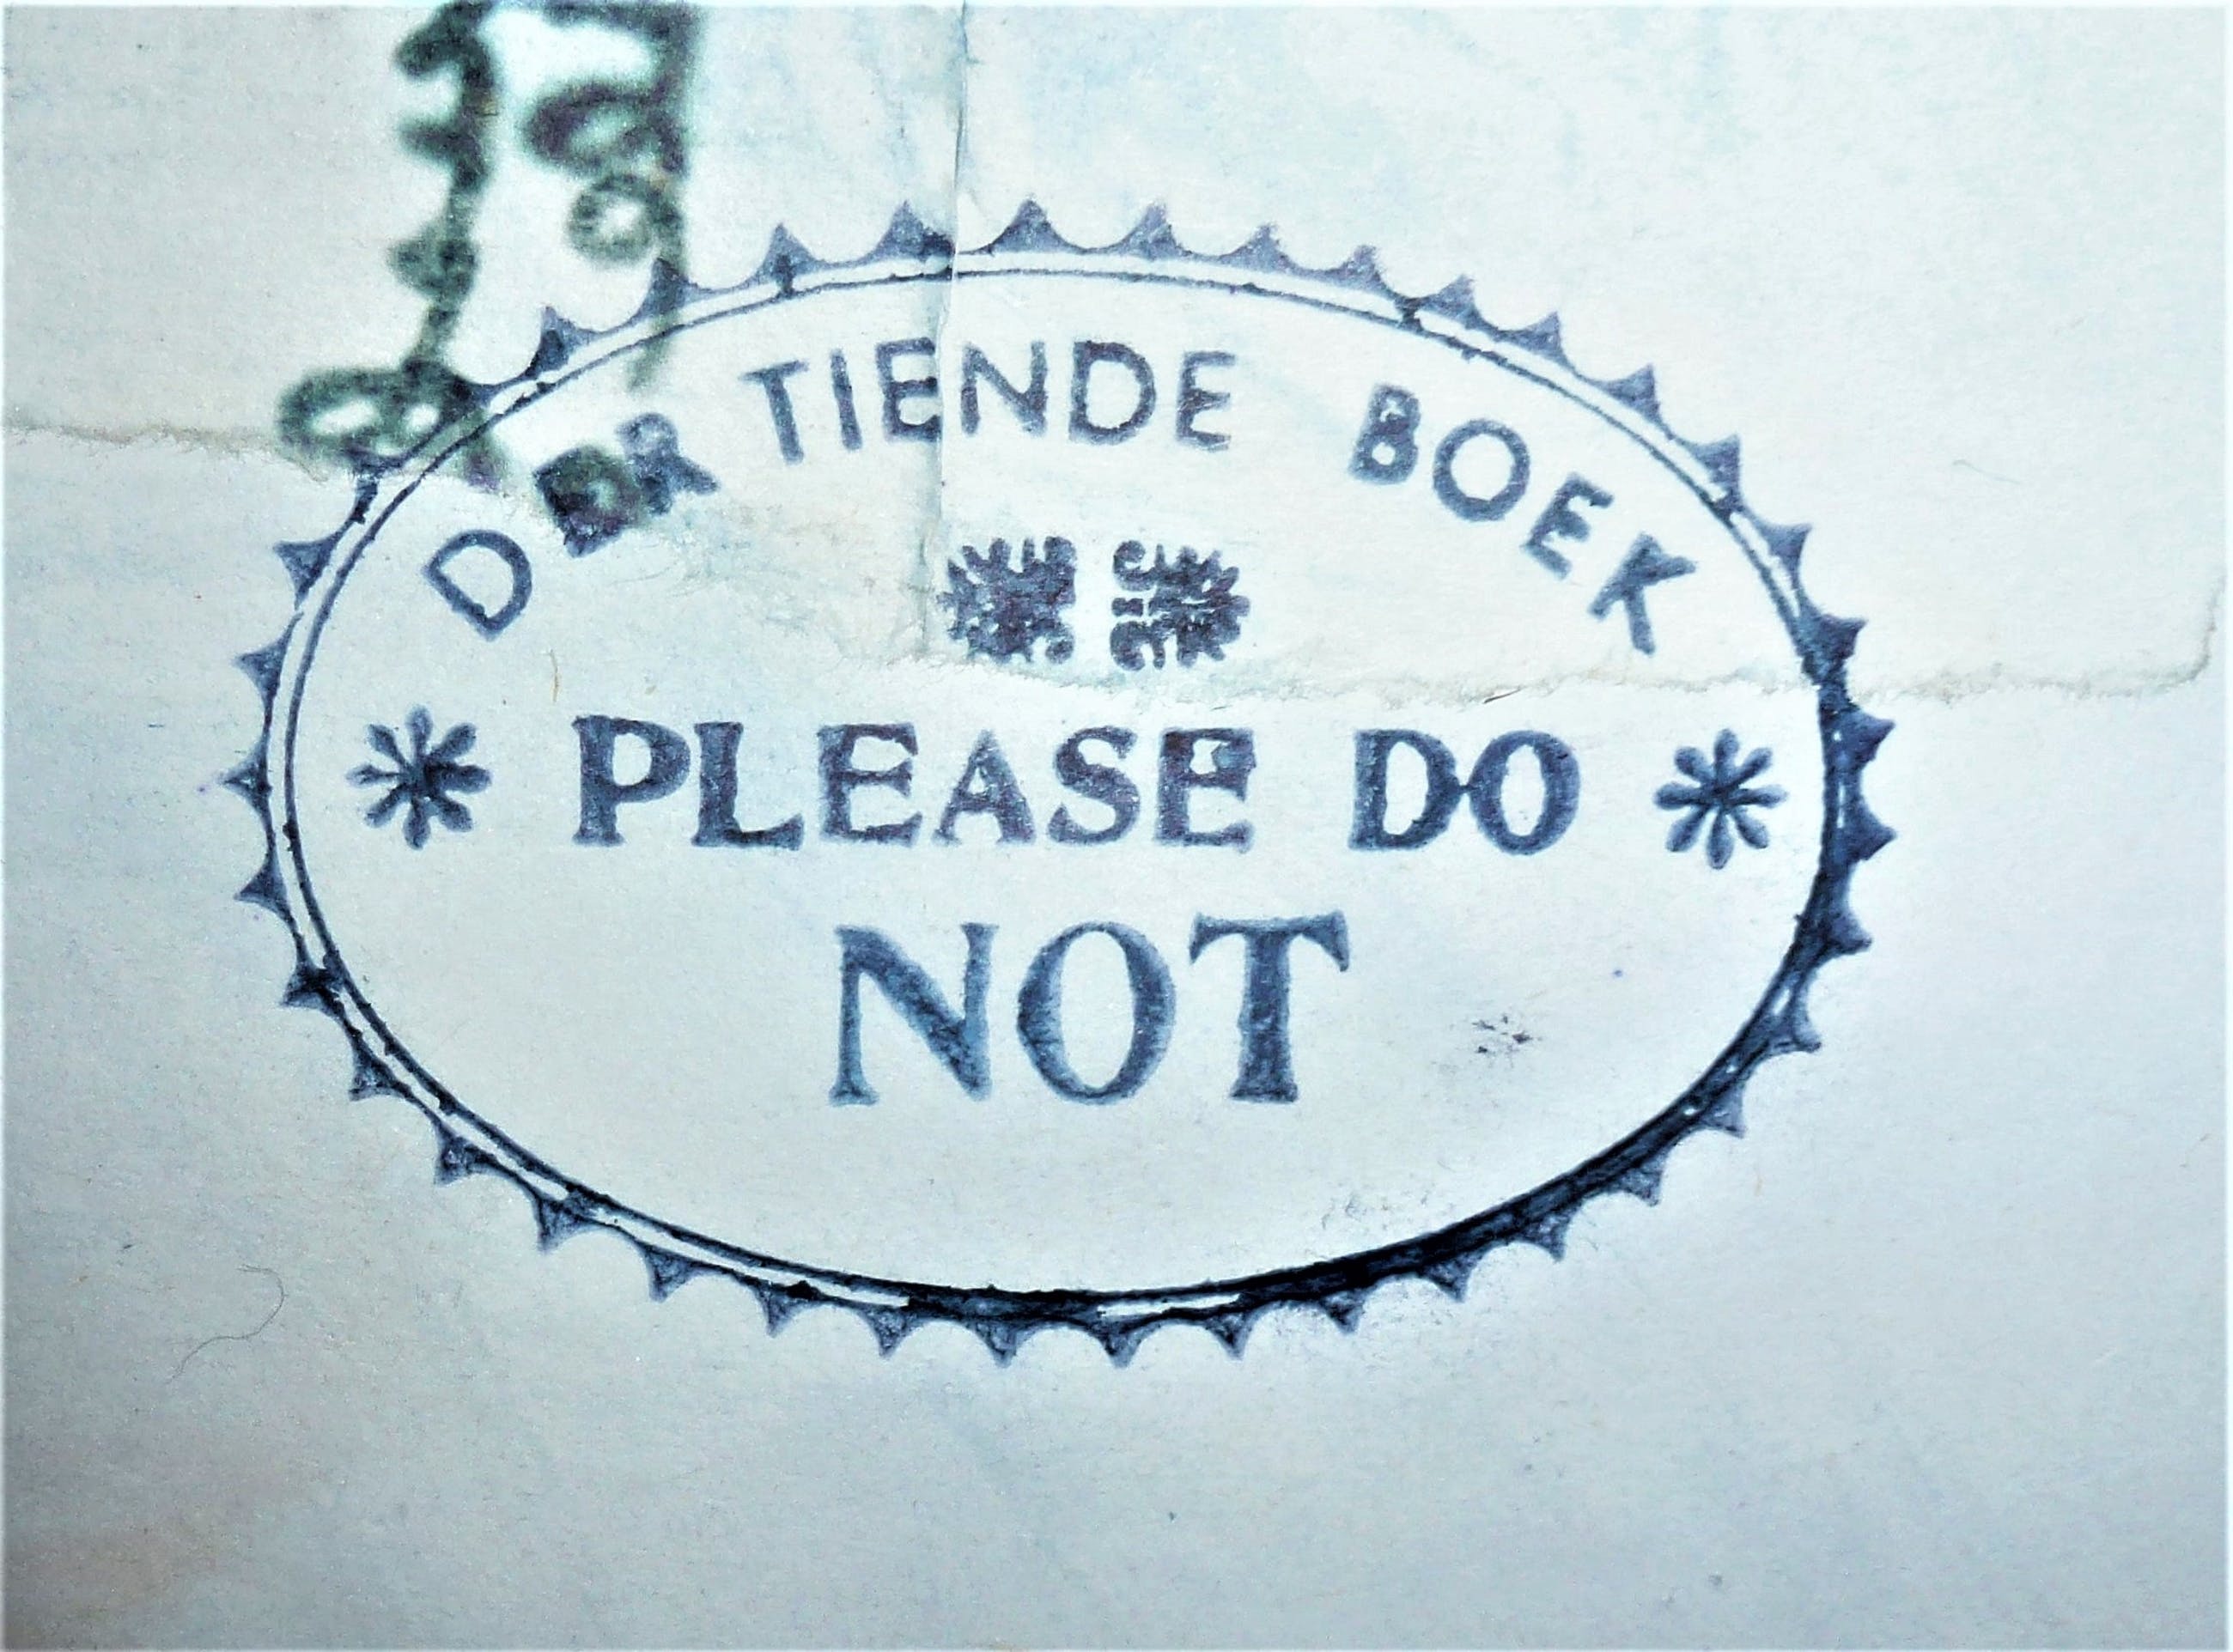 DER TIENDE BOEK
PLEASE DO
NOT